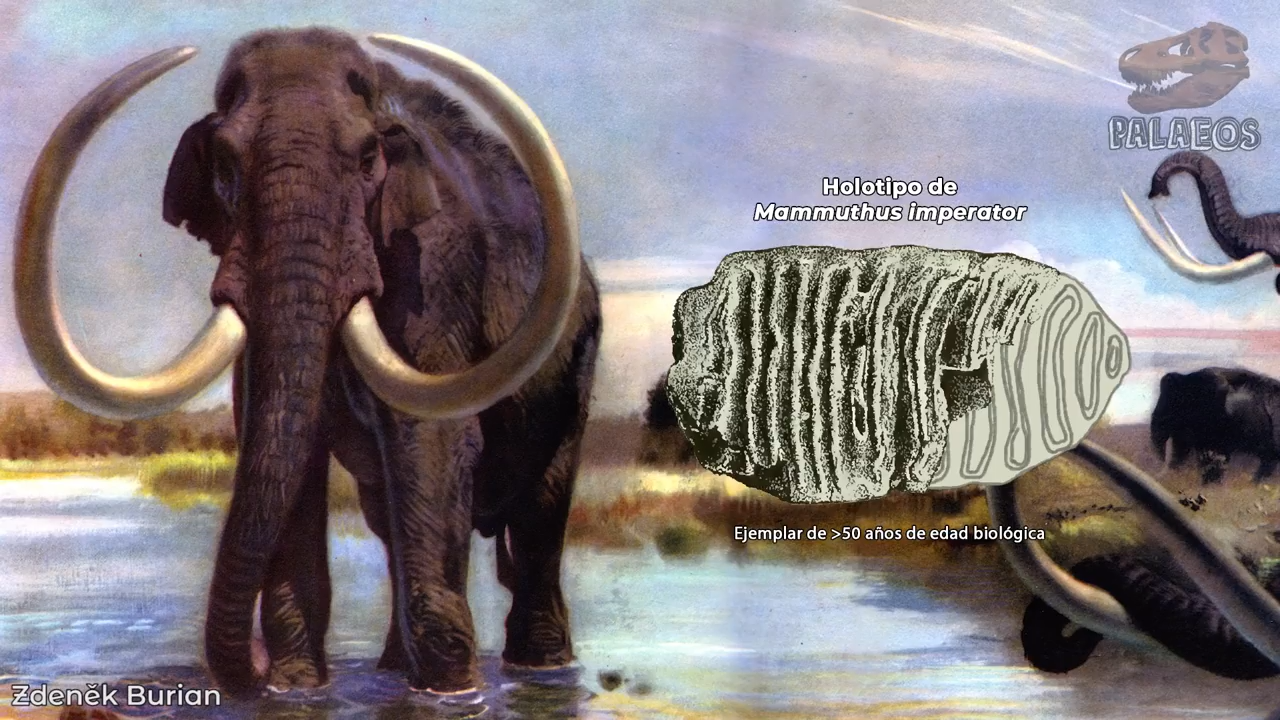 PALAEOS
Holotipo de
Mammuthus imperator
Ejemplar de >50 años de edad biológica
Zdeněk Burian